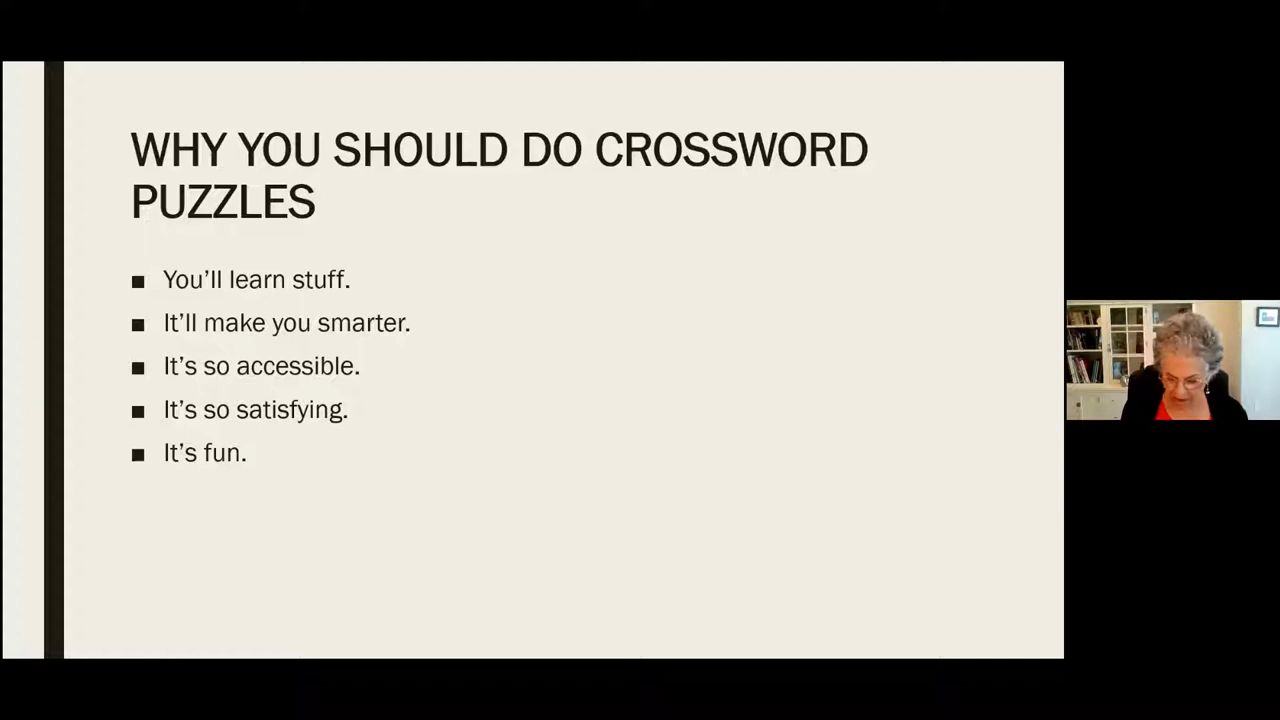 WHY YOU SHOULD DO CROSSWORD
PUZZLES
■ You’ll learn stuff.
■ It’ll make you smarter.
■ It’s so accessible.
■ It’s so satisfying.
■ It’s fun.